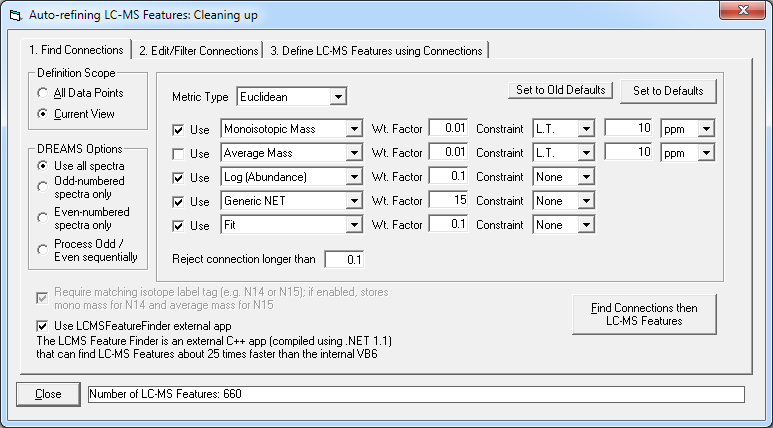 Auto-refining LC-MS Features: Cleaning up
1. Find Connections
2. Edit/Filter Connections
3. Define LC-MS Features using Connections
Definition Scope
All Data Points
Current View
DREAMS Options
Use all spectra
Odd-numbered
spectra only
Even-numbered
spectra only
Process Odd /
Even sequentially
Metric Type Euclidean
Set to Old Defaults
Set to Defaults
Use Monoisotopic Mass Wt. Factor 0.01 Constraint L.T. 10 ppm
Use Average Mass Wt. Factor 0.01 Constraint L.T. 10 ppm
Use Log (Abundance) Wt. Factor 0.1 Constraint None
Use Generic NET Wt. Factor 15 Constraint None
Use Fit Wt. Factor 0.1 Constraint None
Reject connection longer than 0.1
Require matching isotope label tag (e.g. N14 or N15); if enabled, stores
mono mass for N14 and average mass for N15
Use LCMSFeatureFinder external app
The LCMS Feature Finder is an external C++ app (compiled using .NET 1.1)
that can find LC-MS Features about 25 times faster than the internal VB6
Find Connections then
LC-MS Features
Close
Number of LC-MS Features: 660